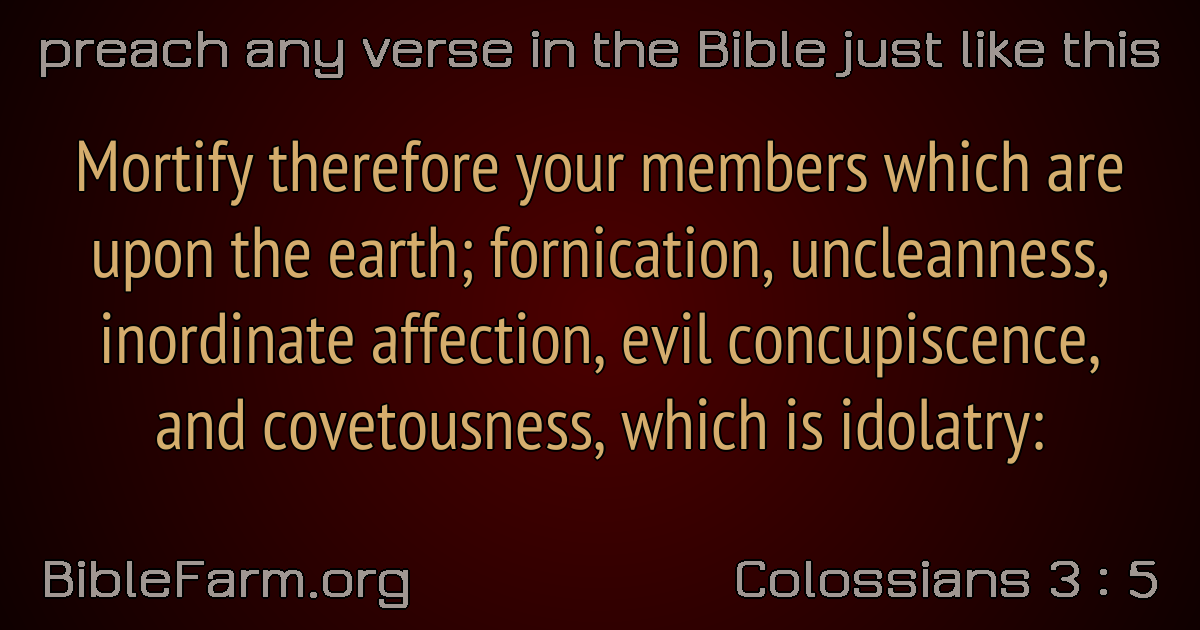 preach any verse in the Bible just like this
Mortify therefore your members which are
upon the earth; fornication, uncleanness,
inordinate affection, evil concupiscence,
and covetousness, which is idolatry:
BibleFarm.org
Colossians 3 : 5